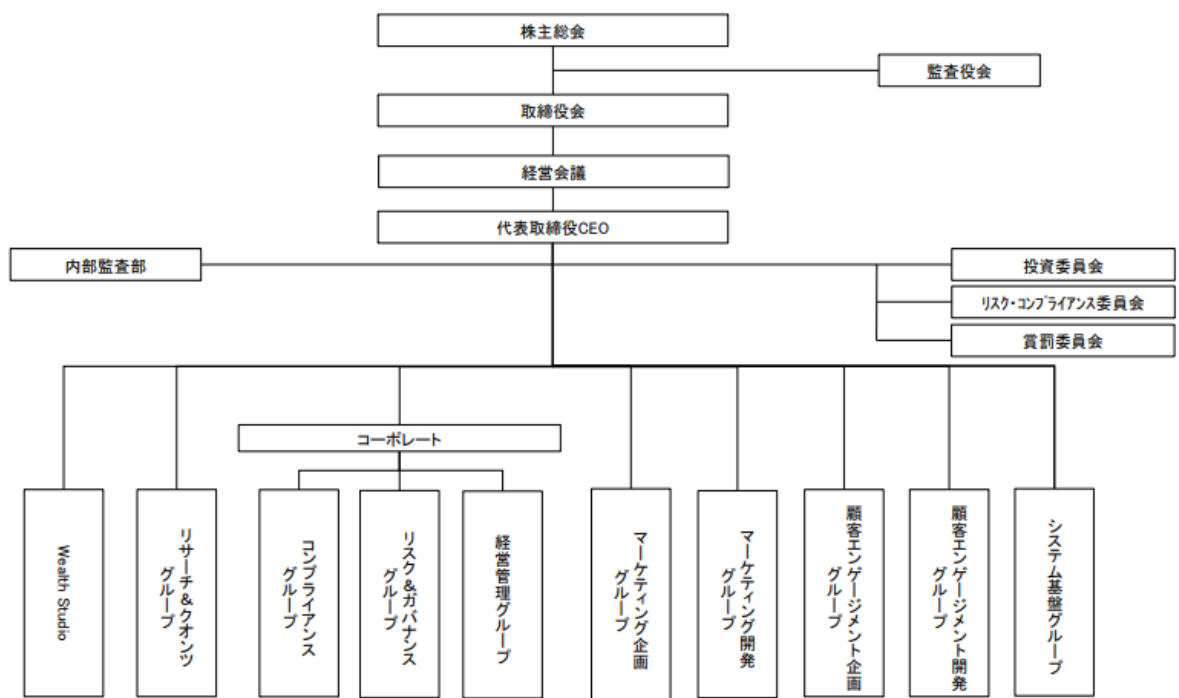 株主総会
監査役会
取締役会
経営会議
代表取締役CEO
内部監査部
投資委員会
リスク・コンプライアンス委員会
賞罰委員会
コーポレート
Wealth Studio
リサーチ&クオンツ
グループ
コンプライアンス
グループ
リスク&ガバナンス
グループ
経営管理グループ
マーケティング企画
グループ
マーケティング開発
グループ
顧客エンゲージメント企画
グループ
顧客エンゲージメント開発
グループ
システム基盤グループ